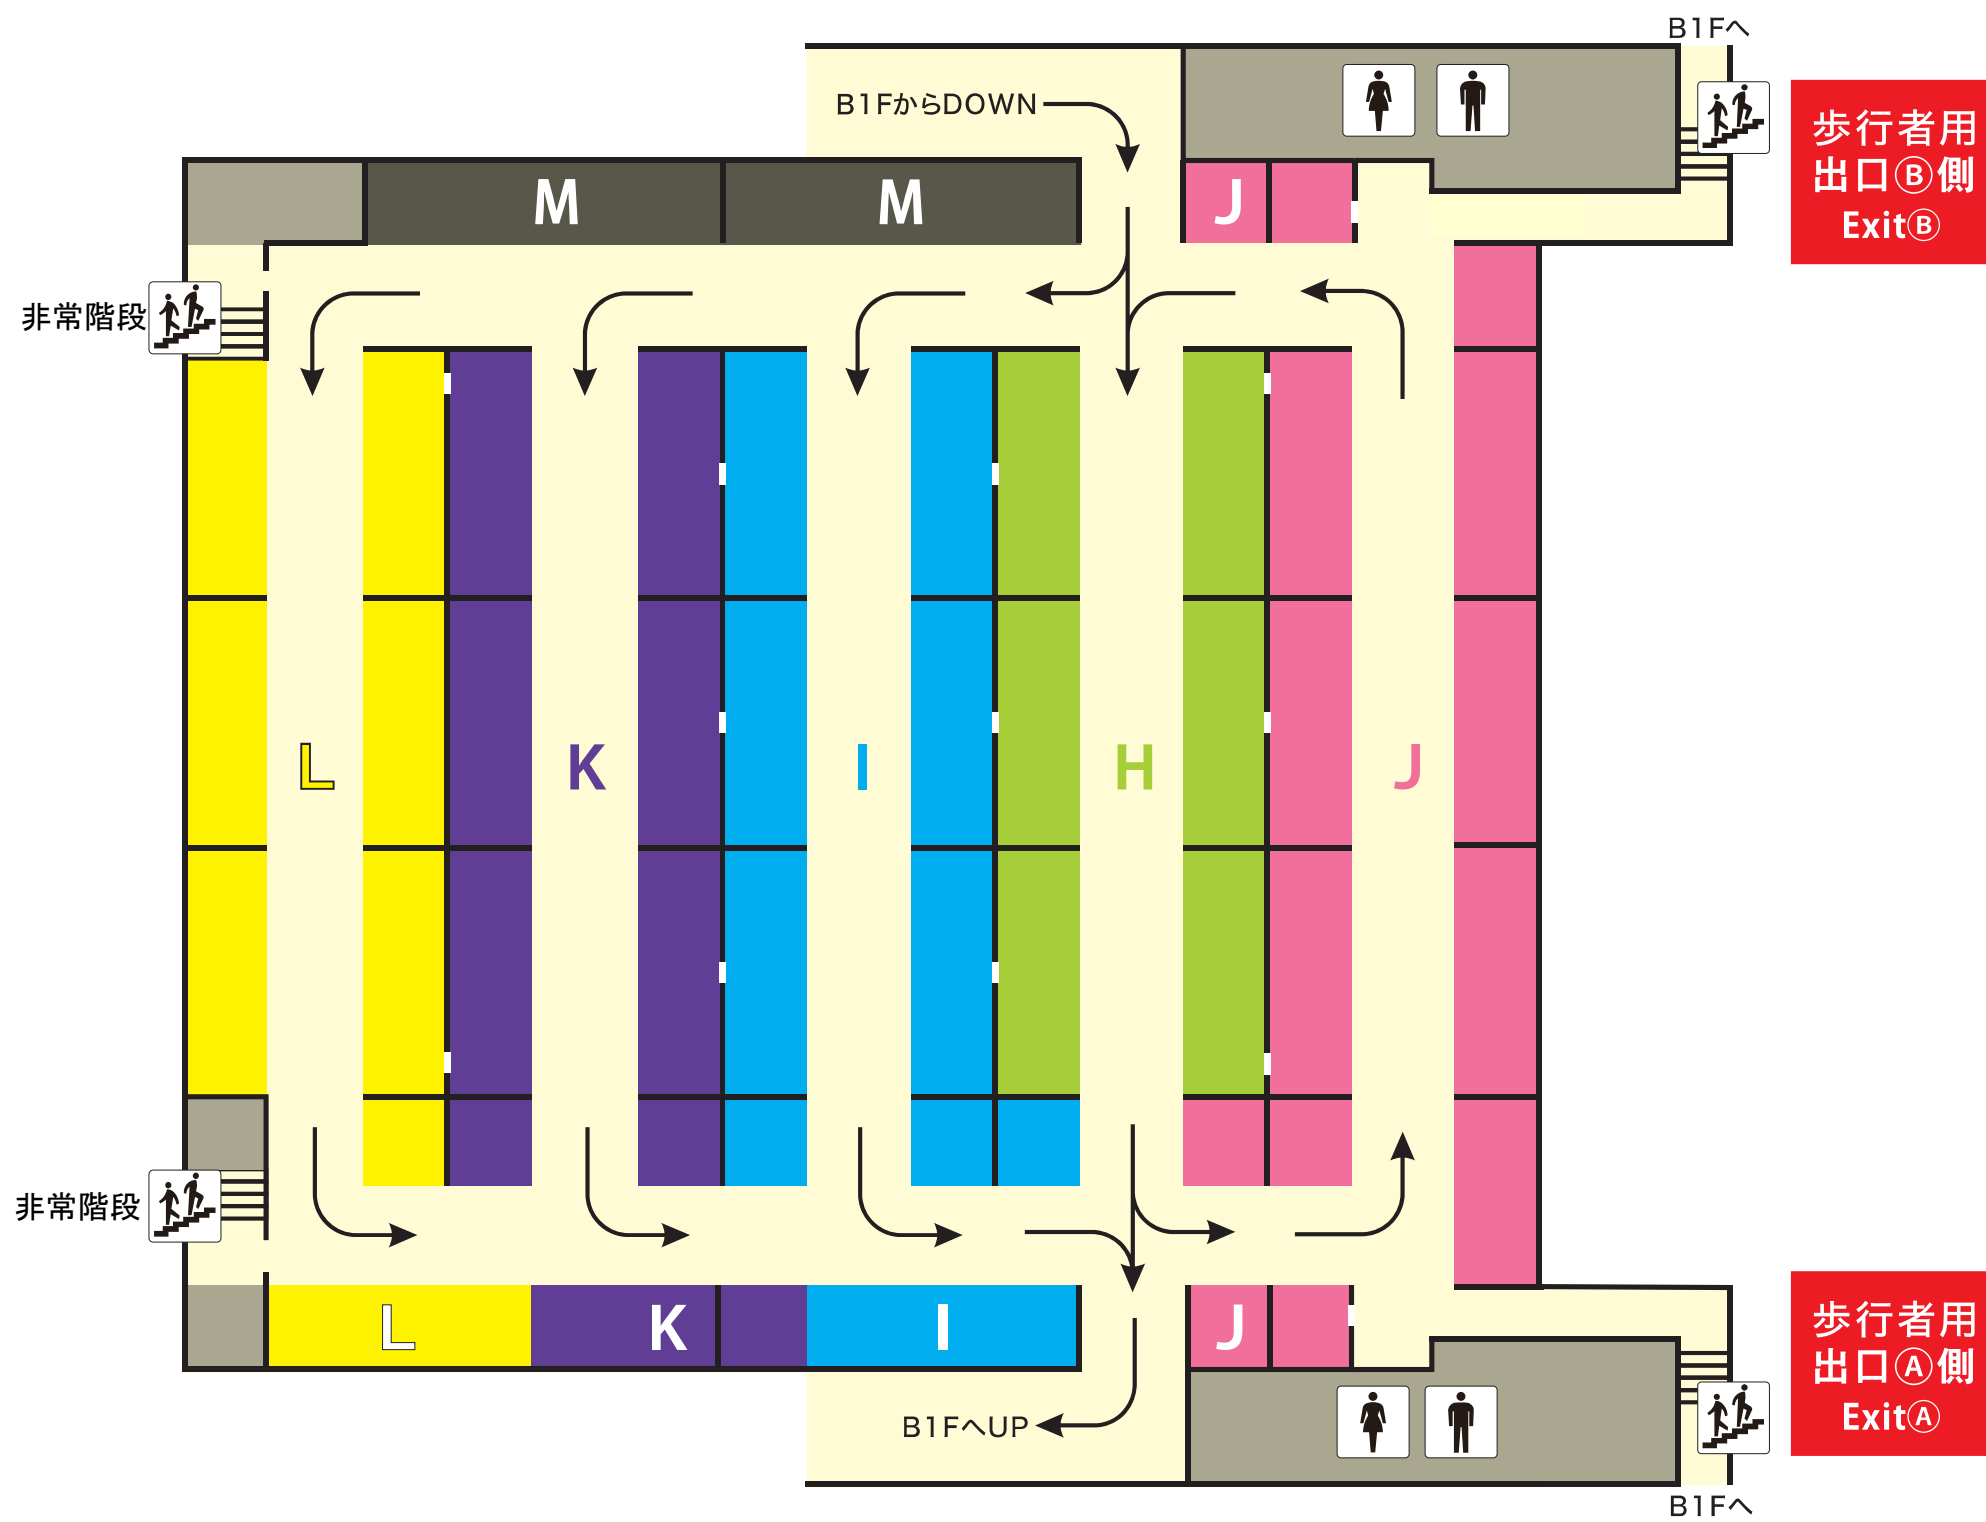 B1Fへ
B1FからDOWN
歩行者用
出口Ⓑ側
ExitⒷ
M
M
J
非常階段
L
K
I
H
J
非常階段
L
K
I
J
歩行者用
出口Ⓐ側
ExitⒶ
B1FへUP
B1Fへ